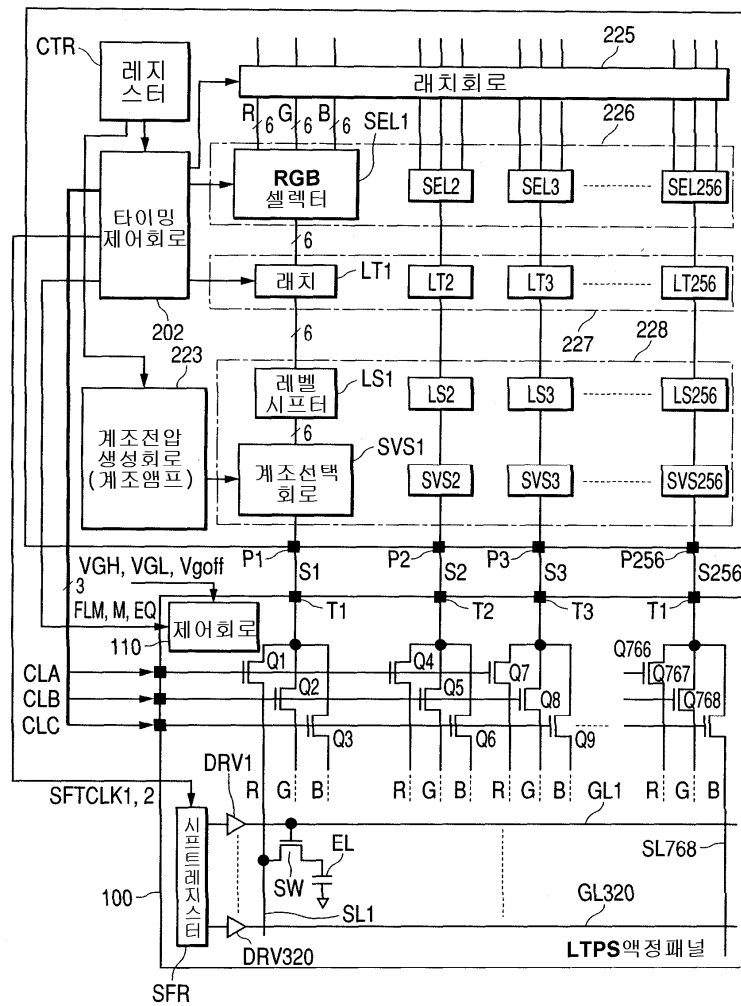 CTR
레지
스터
225
래치회로
R G B
6 6 6
SEL1
226
RGB
셀렉터
SEL2 SEL3 SEL256
타이밍
제어회로
6
래치
LT1
LT2 LT3 LT256
202
6
227
228
223
레벨
시프터
LS1
LS2 LS3 LS256
6
계조전압
생성회로
(계조앰프)
SVS1
계조선택
회로
SVS2 SVS3 SVS256
P1 P2 P3 P256
VGH, VGL, Vgoff
S1 S2 S3 S256
3
FLM, M, EQ
제어회로
T1 T2 T3 T1
110
Q1 Q4 Q7 Q766
Q767
CLA
Q2 Q5 Q8 Q768
CLB
CLC
Q3 Q6 Q9
DRV1
R G B R G B R G B R G B
SFTCLK1, 2
GL1
시프트레지스터
EL
SW
SL768
100
SL1
GL320
DRV320
LTPS액정패널
SFR